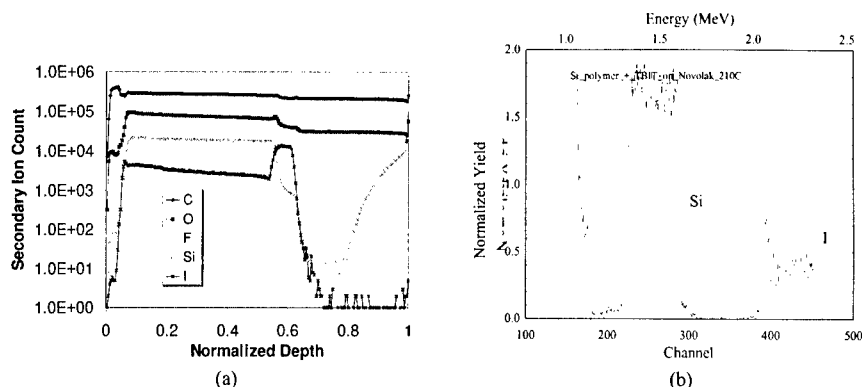 Secondary Ion Count
1.0E+06
1.0E+05
1.0E+04
1.0E+03
1.0E+02
1.0E+01
1.0E+00
C
O
F
Si
I
0 0.2 0.4 0.6 0.8 1
Normalized Depth
(a)
Energy (MeV)
1.0 1.5 2.0 2.5
Normalized Yield
2.0
1.5
1.0
0.5
0.0
Si_polymer_+_TBIT_on_Novolak_210C
Si
I
100 200 300 400 500
Channel
(b)